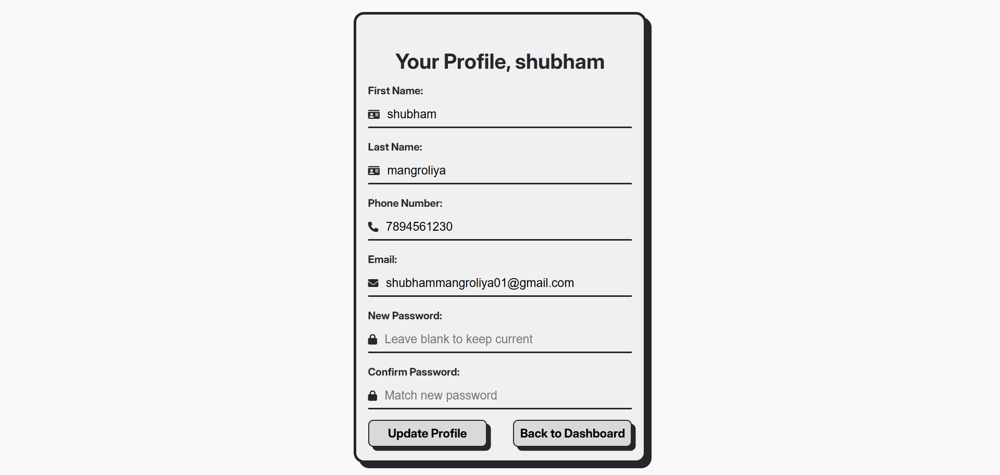 Your Profile, shubham
First Name:
shubham
Last Name:
mangroliya
Phone Number:
7894561230
Email:
shubhammangroliya01@gmail.com
New Password:
Leave blank to keep current
Confirm Password:
Match new password
Update Profile
Back to Dashboard